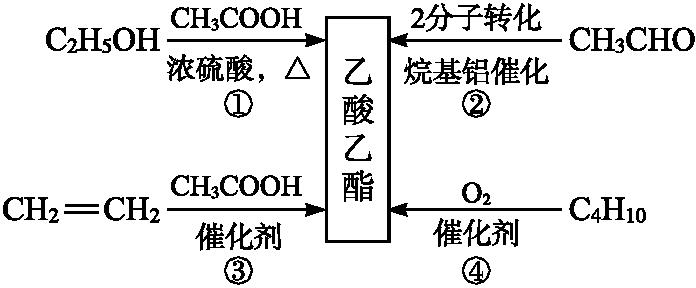 C₂H₅OH CH₃COOH 浓硫酸，△ ①
2分子转化 CH₃CHO 烷基铝催化 ②
乙酸乙酯
CH₂=CH₂ CH₃COOH 催化剂 ③
O₂ C₄H₁₀ 催化剂 ④